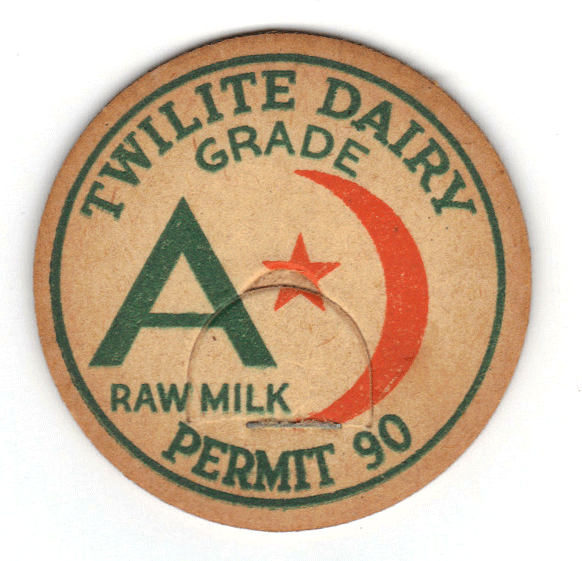 TWILITE DAIRY
GRADE
A
RAW MILK
PERMIT 90